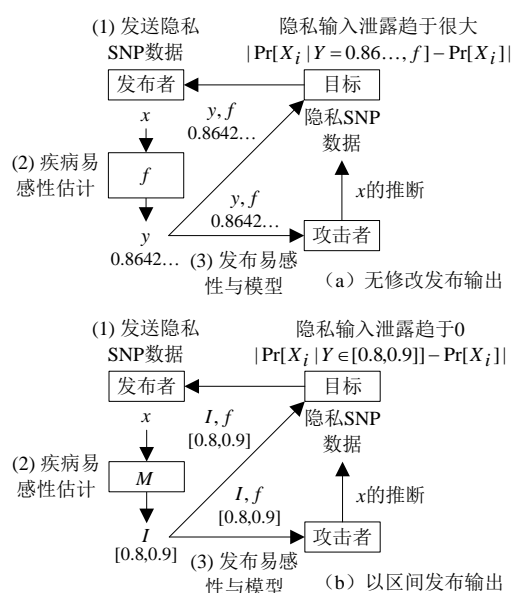 (1) 发送隐私
SNP数据
隐私输入泄露趋于很大
|Pr[X_i | Y = 0.86…, f] − Pr[X_i]|
发布者
目标
x
y, f
0.8642…
隐私SNP
数据
(2) 疾病易
感性估计
f
y, f
0.8642…
x的推断
y
0.8642…
攻击者
(3) 发布易感
性与模型
（a）无修改发布输出
(1) 发送隐私
SNP数据
隐私输入泄露趋于0
|Pr[X_i | Y∈[0.8,0.9]] − Pr[X_i]|
发布者
目标
x
I, f
[0.8,0.9]
隐私SNP
数据
(2) 疾病易
感性估计
M
I, f
[0.8,0.9]
x的推断
I
[0.8,0.9]
攻击者
(3) 发布易感
性与模型
（b）以区间发布输出